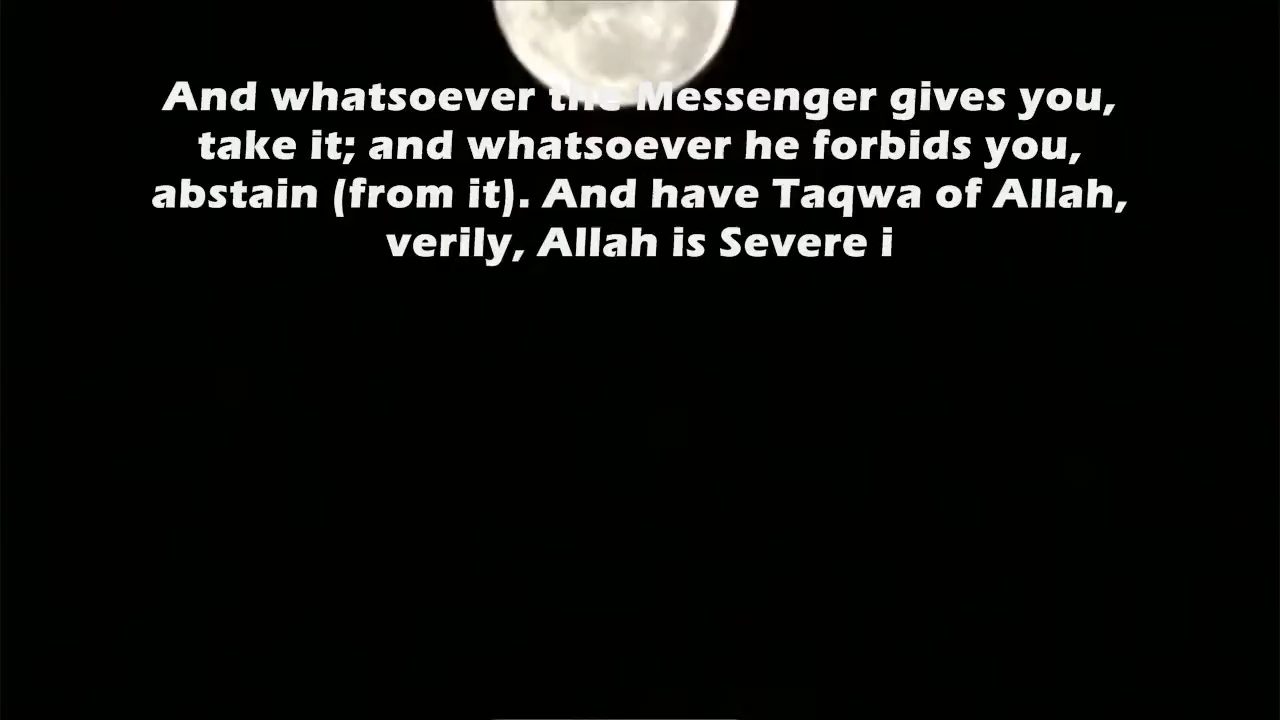 And whatsoever the Messenger gives you,
take it; and whatsoever he forbids you,
abstain (from it). And have Taqwa of Allah,
verily, Allah is Severe i